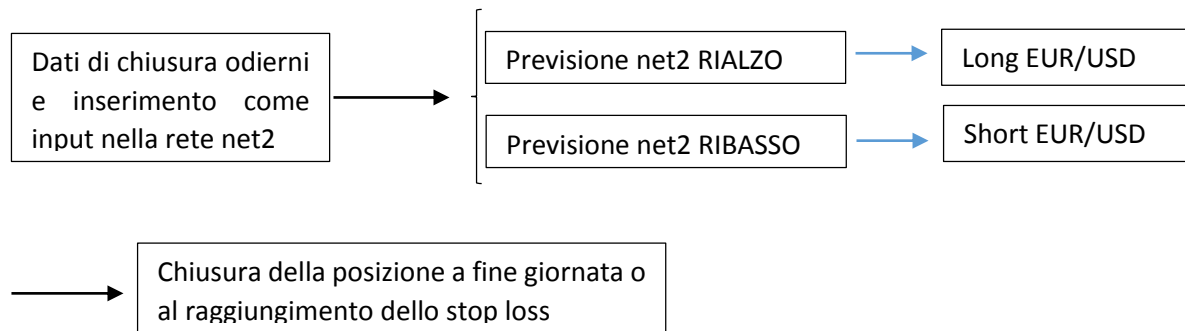 Dati di chiusura odierni
e inserimento come
input nella rete net2
Previsione net2 RIALZO
Long EUR/USD
Previsione net2 RIBASSO
Short EUR/USD
Chiusura della posizione a fine giornata o
al raggiungimento dello stop loss